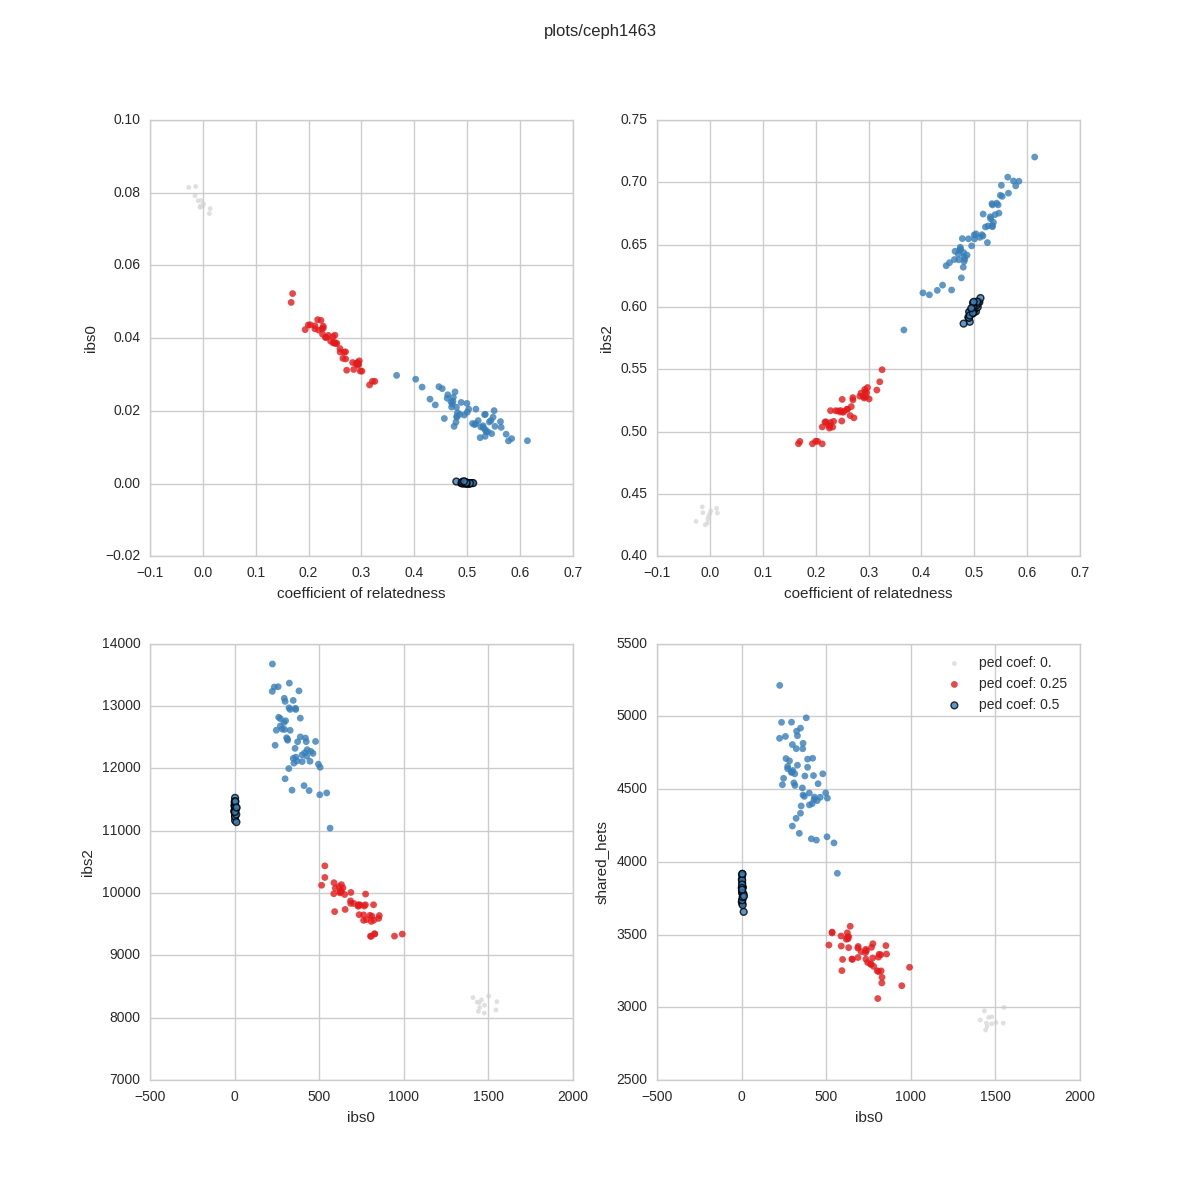 plots/ceph1463
0.10
0.08
0.06
0.04
0.02
0.00
−0.02
ibs0
−0.1 0.0 0.1 0.2 0.3 0.4 0.5 0.6 0.7
coefficient of relatedness
0.75
0.70
0.65
0.60
0.55
0.50
0.45
0.40
ibs2
−0.1 0.0 0.1 0.2 0.3 0.4 0.5 0.6 0.7
coefficient of relatedness
14000
13000
12000
11000
10000
9000
8000
7000
ibs2
−500 0 500 1000 1500 2000
ibs0
5500
5000
4500
4000
3500
3000
2500
shared_hets
ped coef: 0.
ped coef: 0.25
ped coef: 0.5
−500 0 500 1000 1500 2000
ibs0